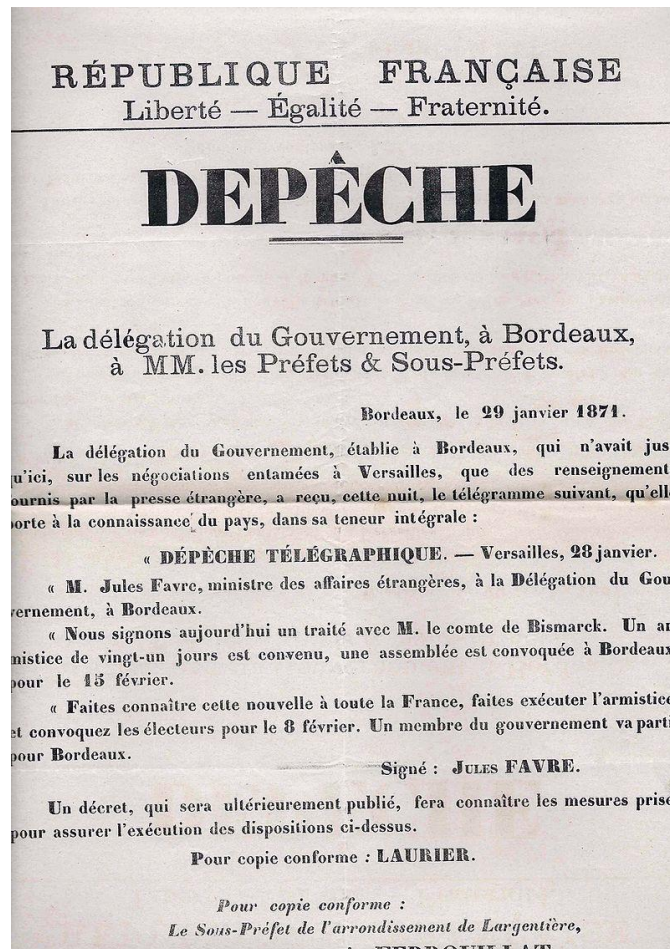 RÉPUBLIQUE FRANÇAISE
Liberté — Égalité — Fraternité.
DEPÊCHE
La délégation du Gouvernement, à Bordeaux,
à MM. les Préfets & Sous-Préfets.
Bordeaux, le 29 janvier 1871.
La délégation du Gouvernement, établie à Bordeaux, qui n'avait jus
u'ici, sur les négociations entamées à Versailles, que des renseignement
ournis par la presse étrangère, a reçu, cette nuit, le télégramme suivant, qu'ell
orte à la connaissance du pays, dans sa teneur intégrale :
« DÉPÈCHE TÉLÉGRAPHIQUE. — Versailles, 28 janvier.
« M. Jules Favre, ministre des affaires étrangères, à la Délégation du Gou
vernement, à Bordeaux.
« Nous signons aujourd'hui un traité avec M. le comte de Bismarck. Un ar
mistice de vingt-un jours est convenu, une assemblée est convoquée à Bordeaux
pour le 15 février.
« Faites connaître cette nouvelle à toute la France, faites exécuter l'armistice
et convoquez les électeurs pour le 8 février. Un membre du gouvernement va parti
pour Bordeaux.
Signé : JULES FAVRE.
Un décret, qui sera ultérieurement publié, fera connaître les mesures prise
pour assurer l'exécution des dispositions ci-dessus.
Pour copie conforme : LAURIER.
Pour copie conforme :
Le Sous-Préfet de l'arrondissement de Largentière,